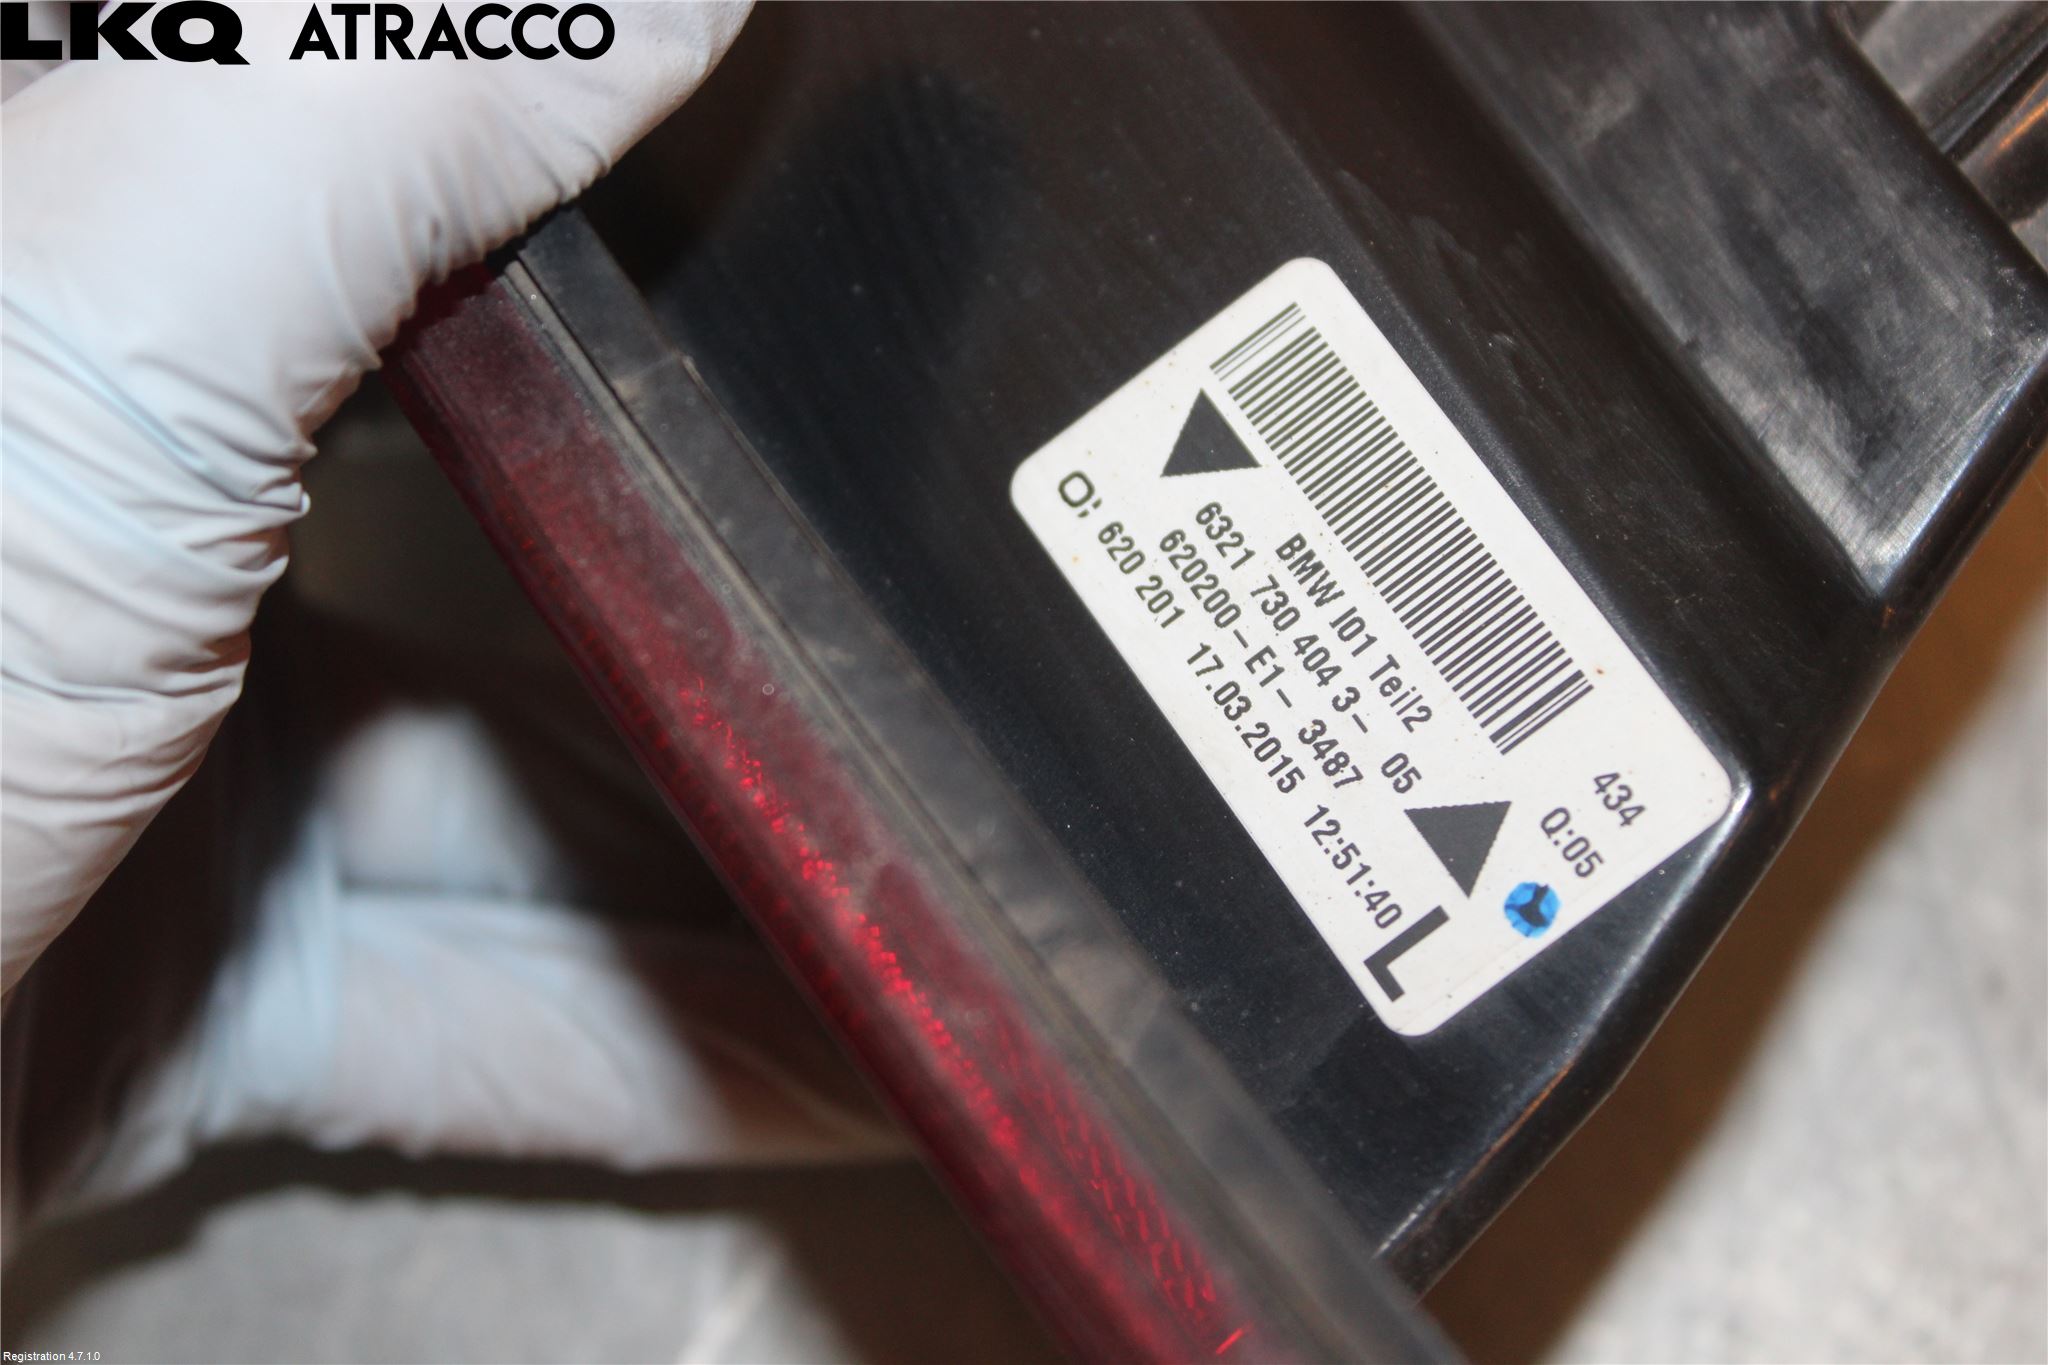 LKQ ATRACCO
434
Q:05
BMW I01 Teil2
6321 730 404 3- 05
620200-E1- 3487
O; 620 201 17.03.2015 12:51:40
L
Registration 4.7.1.0